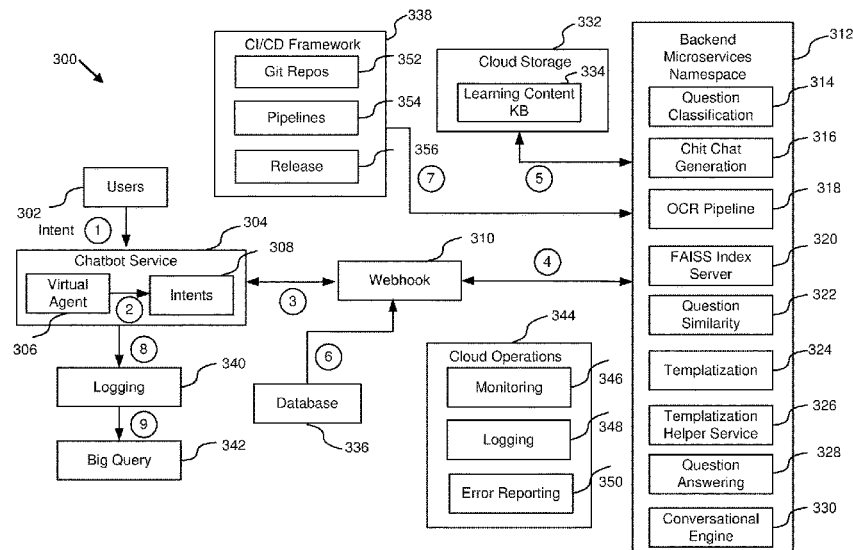 300
CI/CD Framework
338
Git Repos
352
Pipelines
354
Release
356
332
Cloud Storage
334
Learning Content
KB
Backend
Microservices
Namespace
312
Question
Classification
314
Chit Chat
Generation
316
OCR Pipeline
318
FAISS Index
Server
320
Question
Similarity
322
Templatization
324
Templatization
Helper Service
326
Question
Answering
328
Conversational
Engine
330
5
7
Users
302
Intent
1
304
Chatbot Service
308
Virtual
Agent
2
Intents
306
3
310
Webhook
4
8
6
Logging
340
9
Big Query
342
Database
336
344
Cloud Operations
Monitoring
346
Logging
348
Error Reporting
350